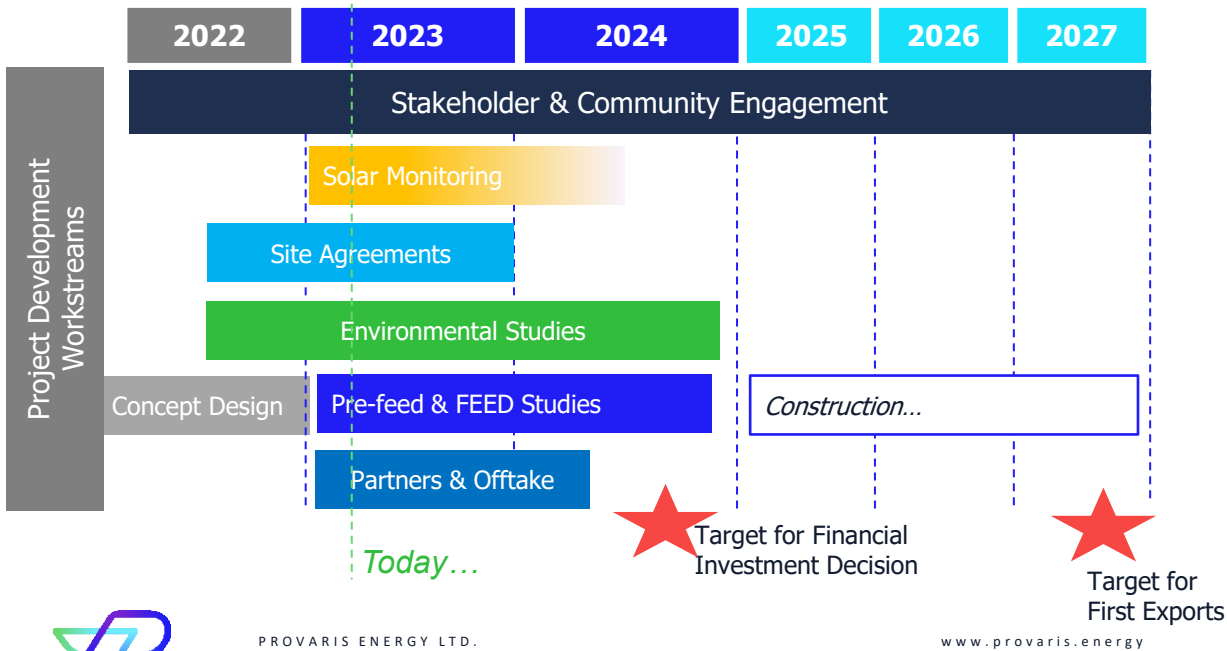 2022 2023 2024 2025 2026 2027
Project Development
Workstreams
Stakeholder & Community Engagement
Solar Monitoring
Site Agreements
Environmental Studies
Concept Design
Pre-feed & FEED Studies
Construction...
Partners & Offtake
Target for Financial
Investment Decision
Today...
Target for
First Exports
PROVARIS ENERGY LTD.
www.provaris.energy